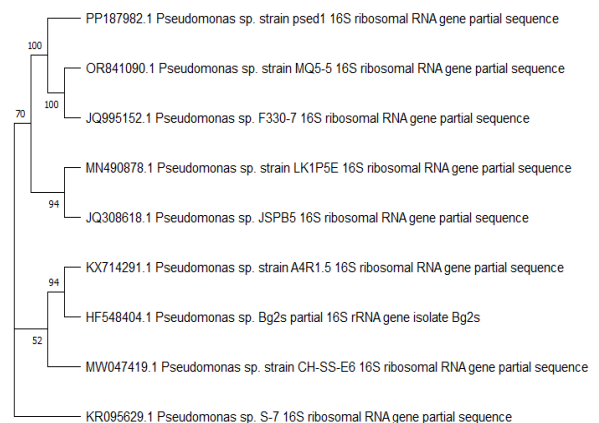 PP187982.1 Pseudomonas sp. strain psed1 16S ribosomal RNA gene partial sequence
100
OR841090.1 Pseudomonas sp. strain MQ5-5 16S ribosomal RNA gene partial sequence
100
70
JQ995152.1 Pseudomonas sp. F330-7 16S ribosomal RNA gene partial sequence
MN490878.1 Pseudomonas sp. strain LK1P5E 16S ribosomal RNA gene partial sequence
94
JQ308618.1 Pseudomonas sp. JSPB5 16S ribosomal RNA gene partial sequence
KX714291.1 Pseudomonas sp. strain A4R1.5 16S ribosomal RNA gene partial sequence
94
HF548404.1 Pseudomonas sp. Bg2s partial 16S rRNA gene isolate Bg2s
52
MW047419.1 Pseudomonas sp. strain CH-SS-E6 16S ribosomal RNA gene partial sequence
KR095629.1 Pseudomonas sp. S-7 16S ribosomal RNA gene partial sequence